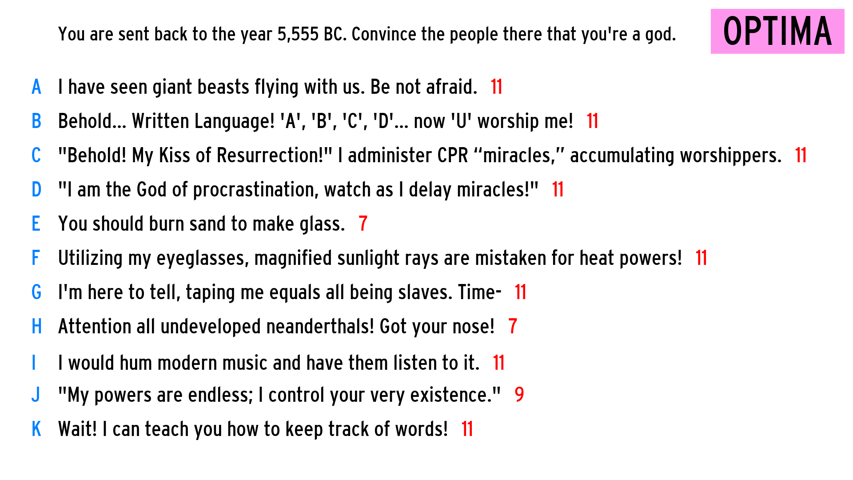 You are sent back to the year 5,555 BC. Convince the people there that you're a god.
OPTIMA
A I have seen giant beasts flying with us. Be not afraid. 11
B Behold... Written Language! 'A', 'B', 'C', 'D'... now 'U' worship me! 11
C "Behold! My Kiss of Resurrection!" I administer CPR “miracles,” accumulating worshippers. 11
D "I am the God of procrastination, watch as I delay miracles!" 11
E You should burn sand to make glass. 7
F Utilizing my eyeglasses, magnified sunlight rays are mistaken for heat powers! 11
G I'm here to tell, taping me equals all being slaves. Time- 11
H Attention all undeveloped neanderthals! Got your nose! 7
I I would hum modern music and have them listen to it. 11
J "My powers are endless; I control your very existence." 9
K Wait! I can teach you how to keep track of words! 11